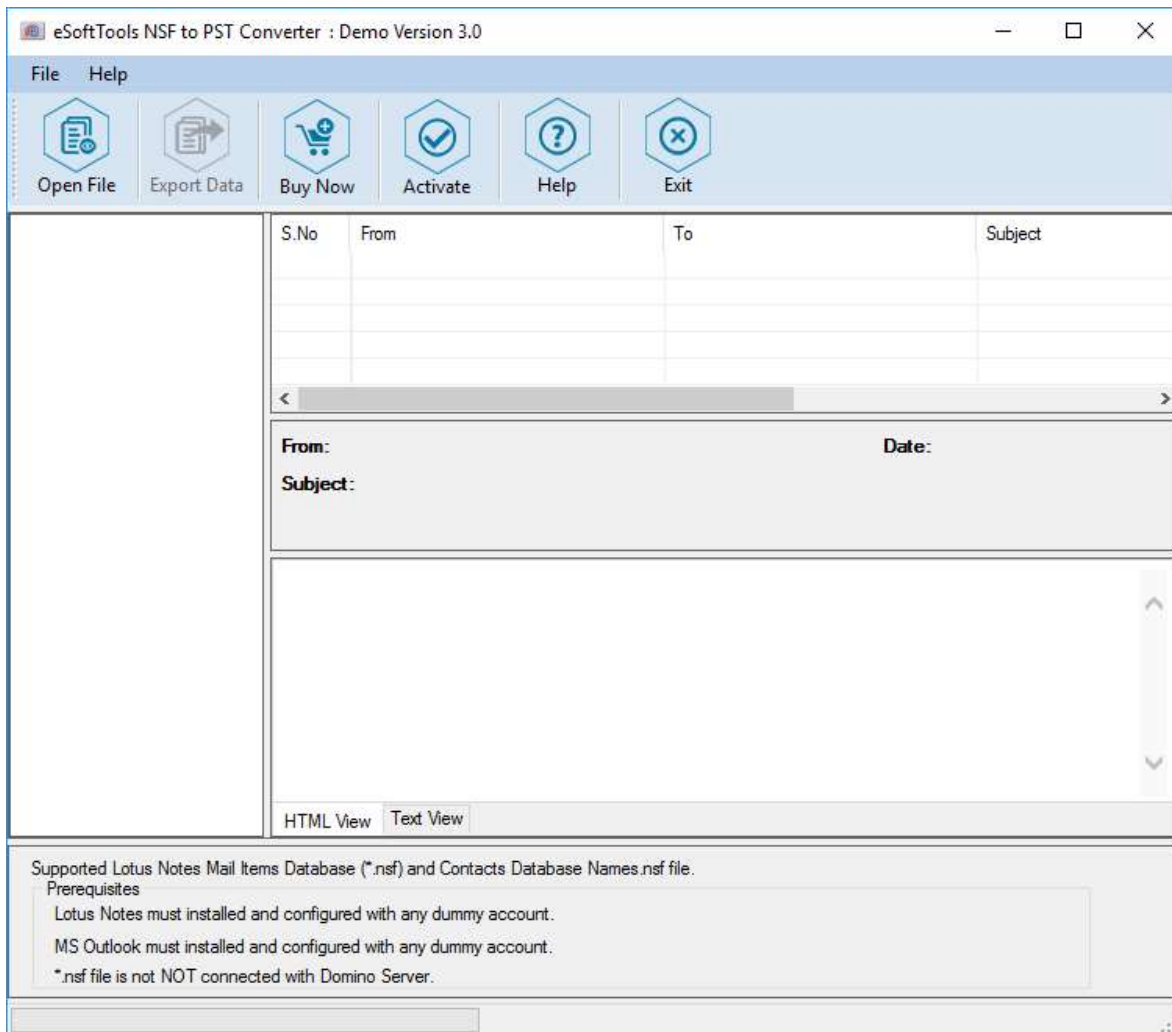 eSoftTools NSF to PST Converter : Demo Version 3.0
File Help
Open File Export Data Buy Now Activate Help Exit
S.No From To Subject
From: Date:
Subject:
HTML View Text View
Supported Lotus Notes Mail Items Database (*.nsf) and Contacts Database Names.nsf file.
Prerequisites
Lotus Notes must installed and configured with any dummy account.
MS Outlook must installed and configured with any dummy account.
*.nsf file is not NOT connected with Domino Server.